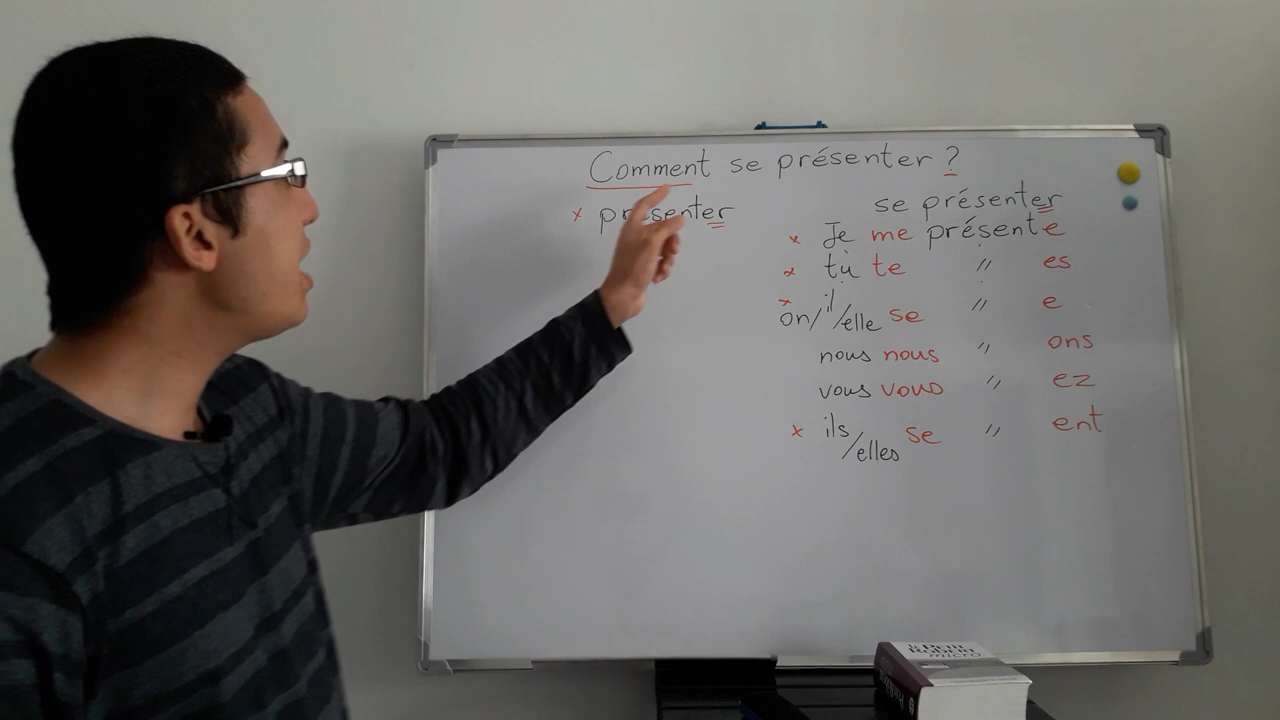 Comment se présenter ?
× présenter
se présenter
× Je me présente
× tu te 〃 es
× on/il/elle se 〃 e
nous nous 〃 ons
vous vous 〃 ez
× ils/elles se 〃 ent
micro